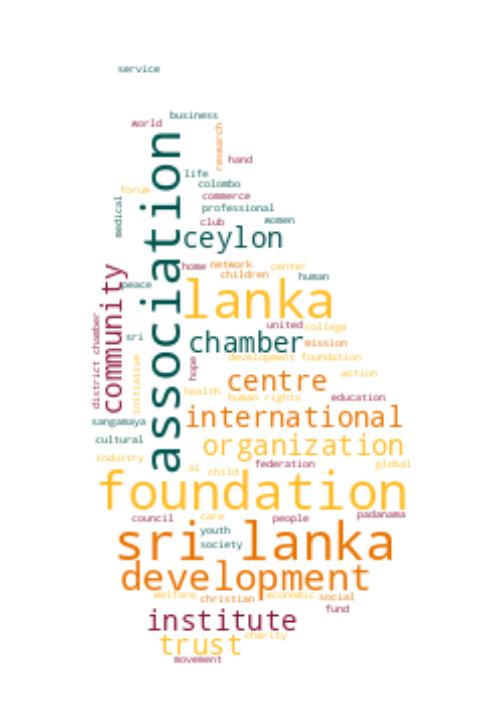 service
business
world
research
association
hand
life
forum
colombo
medical
commerce
professional
club
women
ceylon
home
network
center
children
human
community
peace
lanka
united
college
district chamber
sri
chamber
mission
development foundation
hope
initiative
centre
action
health
human rights
education
international
sangamaya
cultural
organization
industry
federation
global
al
child
foundation
padanama
council
care
people
youth
sri lanka
society
development
welfare
christian
economic
social
fund
institute
trust
charity
movement